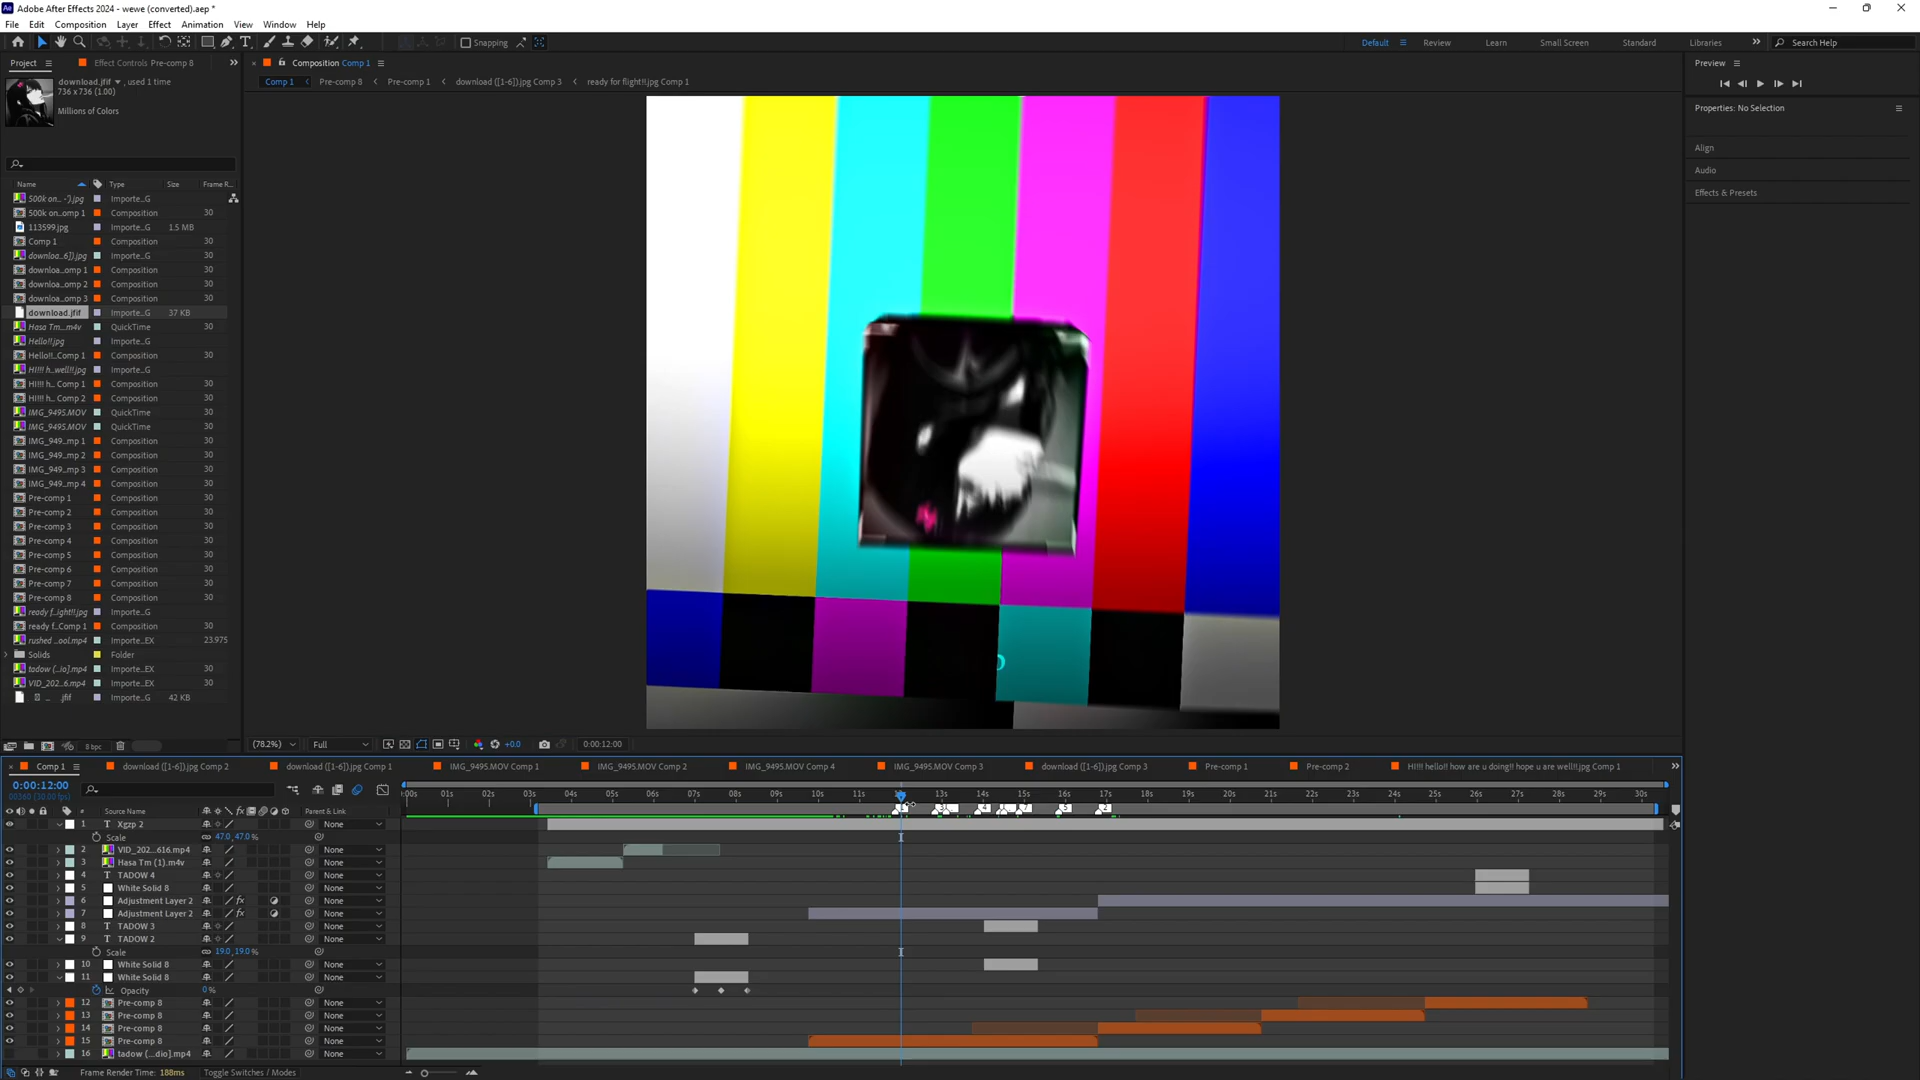 Adobe After Effects 2024 - wewe (converted).aep *
File Edit Composition Layer Effect Animation View Window Help
Snapping
Default Review Learn Small Screen Standard Libraries Search Help
Project
Effect Controls Pre-comp 8
Composition Comp 1
Preview
download.jfif , used 1 time
736 x 736 (1.00)
Millions of Colors
Comp 1 Pre-comp 8 Pre-comp 1 download ([1-6]).jpg Comp 3 ready for flight!!.jpg Comp 1
Properties: No Selection
Align
Audio
Effects & Presets
Name Type Size Frame R...
500k on.. -').jpg Importe...G
500k on...omp 1 Composition 30
113599.jpg Importe...G 1.5 MB
Comp 1 Composition 30
downloa...6]).jpg Importe...G 30
downloa...omp 1 Composition 30
downloa...omp 2 Composition 30
downloa...omp 3 Composition 30
download.jfif Importe...G 37 KB
Hasa Tm...m4v QuickTime 30
Hello!!.jpg Importe...G
Hello!!..Comp 1 Composition 30
HI!!! h..well!!.jpg Importe...G
HI!!! h.. Comp 1 Composition 30
HI!!! h.. Comp 2 Composition 30
IMG_9495.MOV QuickTime 30
IMG_9495.MOV QuickTime 30
IMG_949...mp 1 Composition 30
IMG_949...mp 2 Composition 30
IMG_949...mp 3 Composition 30
IMG_949...mp 4 Composition 30
Pre-comp 1 Composition 30
Pre-comp 2 Composition 30
Pre-comp 3 Composition 30
Pre-comp 4 Composition 30
Pre-comp 5 Composition 30
Pre-comp 6 Composition 30
Pre-comp 7 Composition 30
Pre-comp 8 Composition 30
ready f...ight!!.jpg Importe...G
ready f...Comp 1 Composition 30
rushed ...ool.mp4 Importe...EX 23.975
Solids Folder
tadow (...io].mp4 Importe...EX 30
VID_202...6.mp4 Importe...EX 30
.jfif Importe...G 42 KB
8 bpc
(78.2%) Full +0.0 0:00:12:00
Comp 1 download ([1-6]).jpg Comp 2 download ([1-6]).jpg Comp 1 IMG_9495.MOV Comp 1 IMG_9495.MOV Comp 2 IMG_9495.MOV Comp 4 IMG_9495.MOV Comp 3 download ([1-6]).jpg Comp 3 Pre-comp 1 Pre-comp 2 HI!!! hello!! how are u doing!! hope u are well!!.jpg Comp 1
0:00:12:00
00360 (30.00 fps)
:00s 01s 02s 04s 05s 06s 07s 08s 10s 11s 13s 14s 15s 16s 17s 18s 19s 20s 21s 22s 23s 24s 25s 26s 27s 28s 29s 30s
# Source Name Parent & Link
1 T Xgzp 2 None
Scale 47.0,47.0 %
2 VID_202...616.mp4 None
3 Hasa Tm (1).m4v None
4 T TADOW 4 None
5 White Solid 8 None
6 Adjustment Layer 2 fx None
7 Adjustment Layer 2 fx None
8 T TADOW 3 None
9 T TADOW 2 None
Scale 19.0,19.0 %
10 White Solid 8 None
11 White Solid 8 None
Opacity 0 %
12 Pre-comp 8 None
13 Pre-comp 8 None
14 Pre-comp 8 None
15 Pre-comp 8 None
16 tadow (...dio].mp4 None
Frame Render Time: 188ms Toggle Switches / Modes